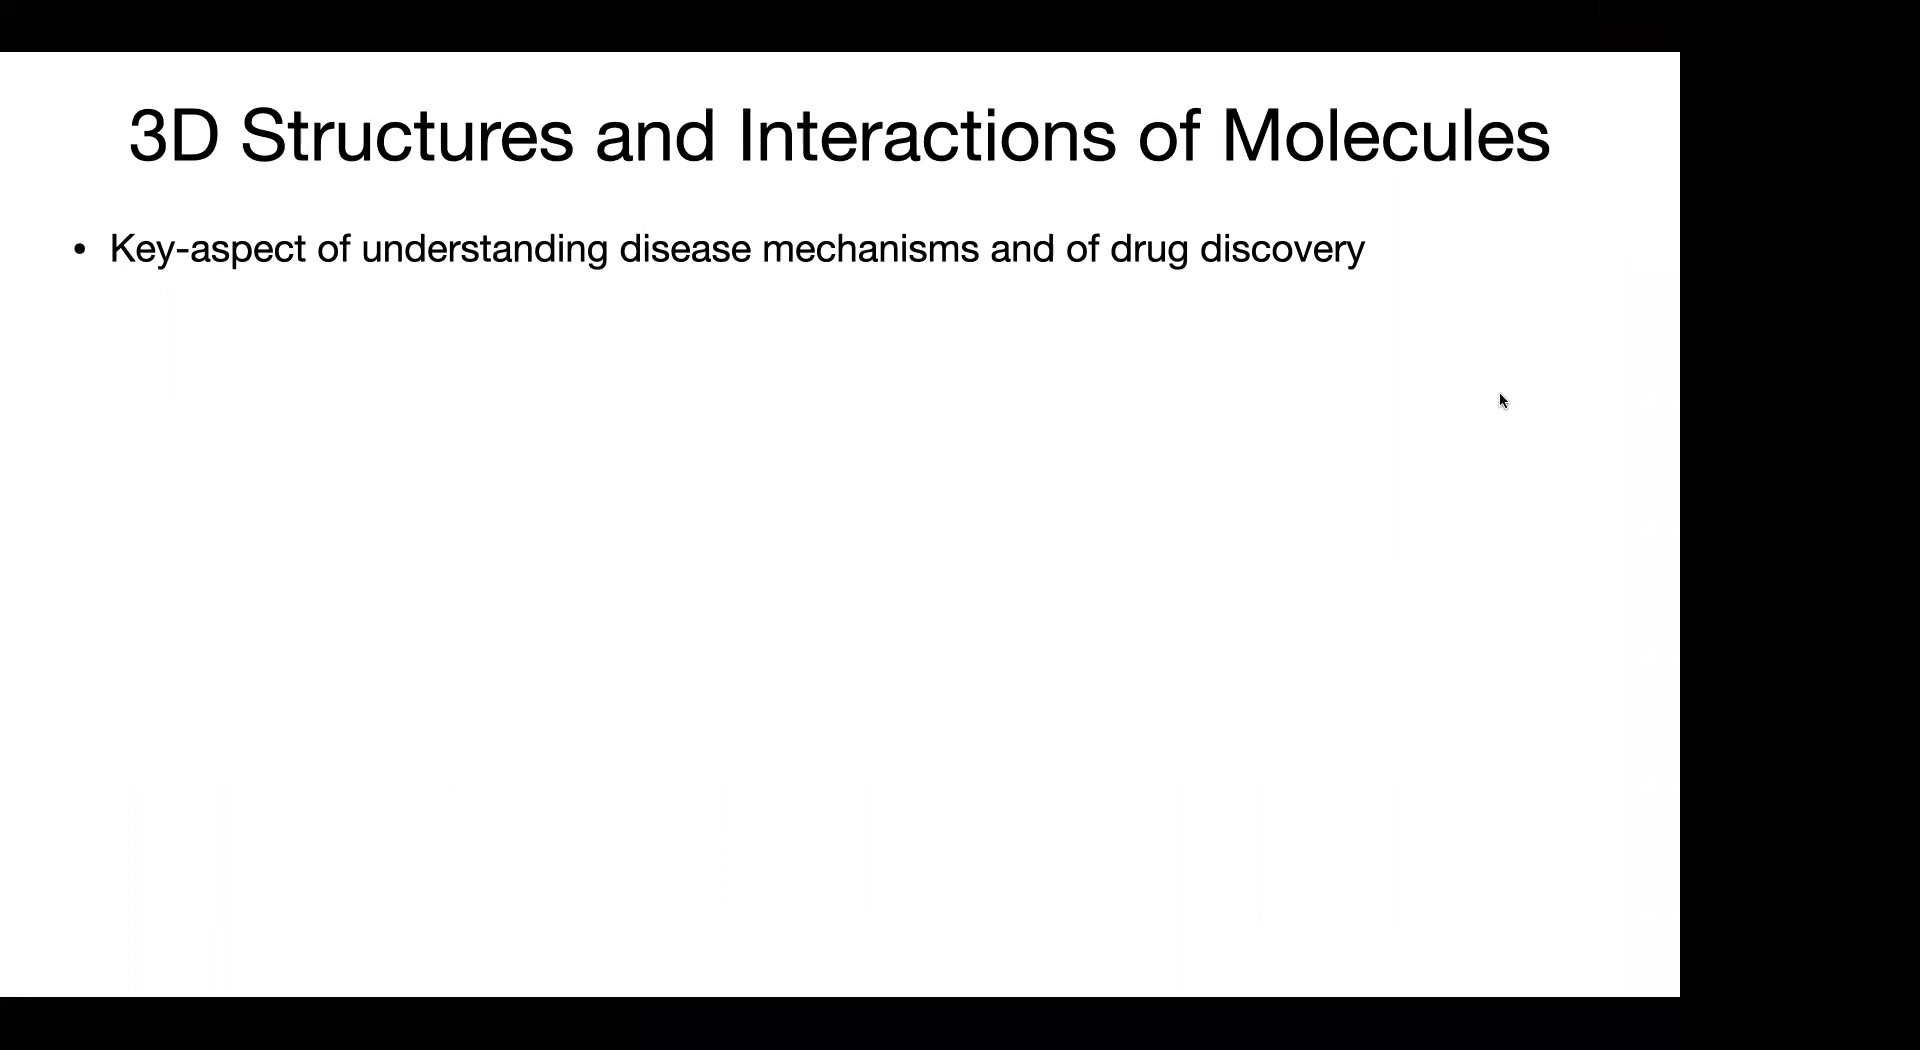 3D Structures and Interactions of Molecules
• Key-aspect of understanding disease mechanisms and of drug discovery